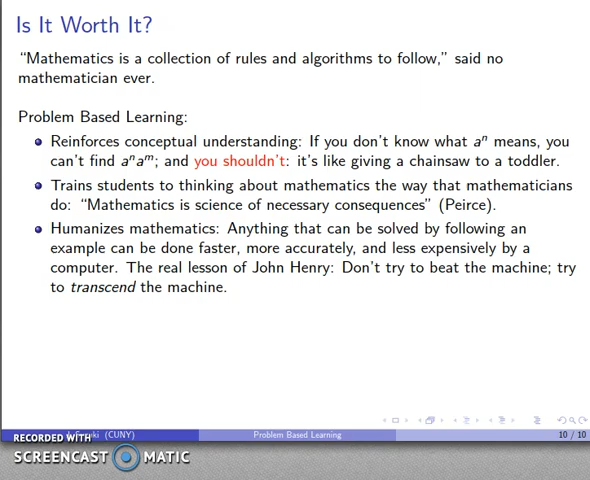 Is It Worth It?
“Mathematics is a collection of rules and algorithms to follow,” said no
mathematician ever.
Problem Based Learning:
Reinforces conceptual understanding: If you don't know what aⁿ means, you
can't find aⁿaᵐ; and you shouldn't: it's like giving a chainsaw to a toddler.
Trains students to thinking about mathematics the way that mathematicians
do: “Mathematics is science of necessary consequences” (Peirce).
Humanizes mathematics: Anything that can be solved by following an
example can be done faster, more accurately, and less expensively by a
computer. The real lesson of John Henry: Don't try to beat the machine; try
to transcend the machine.
(CUNY)
Problem Based Learning
10 / 10
RECORDED WITH
SCREENCAST MATIC